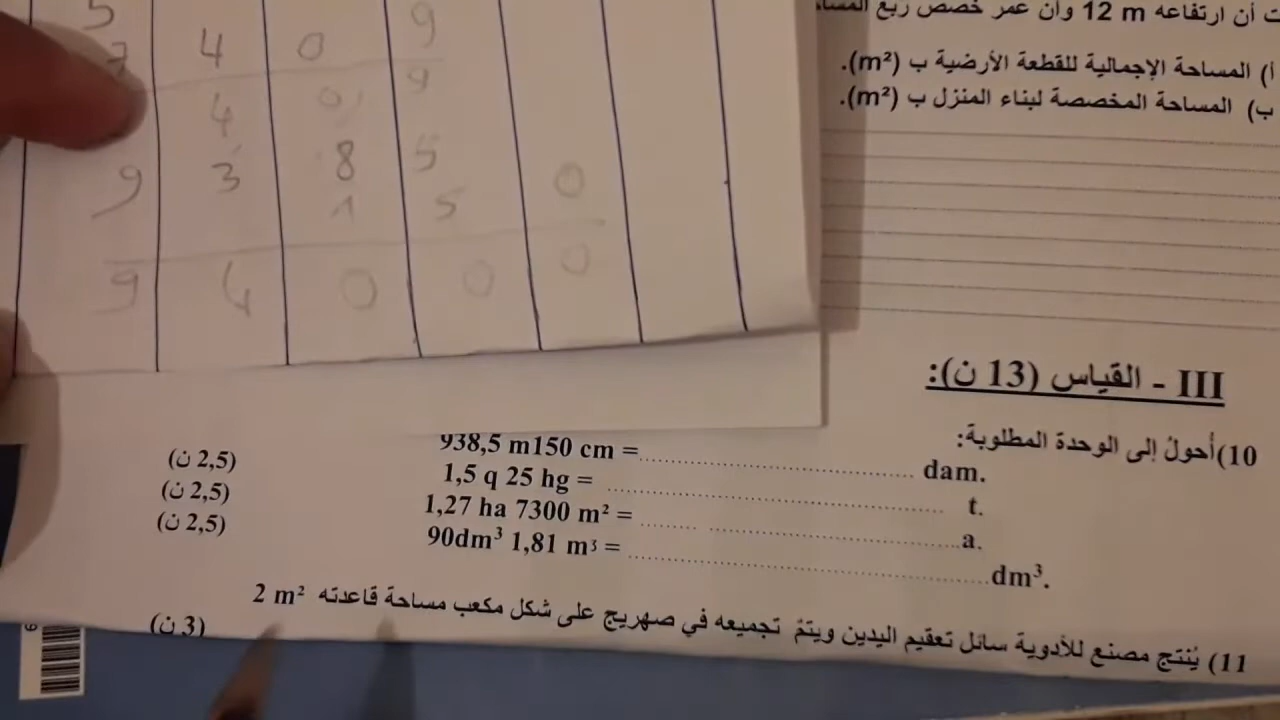 5 9
7 4 0
4 0 9
9 3 8 5
1 5 0
9 4 0 0 0
أن ارتفاعه 12 m وأن عمر خصص ربع
أ) المساحة الإجمالية للقطعة الأرضية ب (m²).
ب) المساحة المخصصة لبناء المنزل ب (m²).
III - القياس (13 ن):
10)أحولُ إلى الوحدة المطلوبة:
938,5 m150 cm =........ dam. (2,5 ن)
1,5 q 25 hg = ........ t. (2,5 ن)
1,27 ha 7300 m² = ........ a. (2,5 ن)
90dm³ 1,81 m³ = ........ dm³.
11) يُنتج مصنع للأدوية سائل تعقيم اليدين ويتمّ تجميعه في صهريج على شكل مكعب مساحة قاعدته 2 m²
(3 ن)